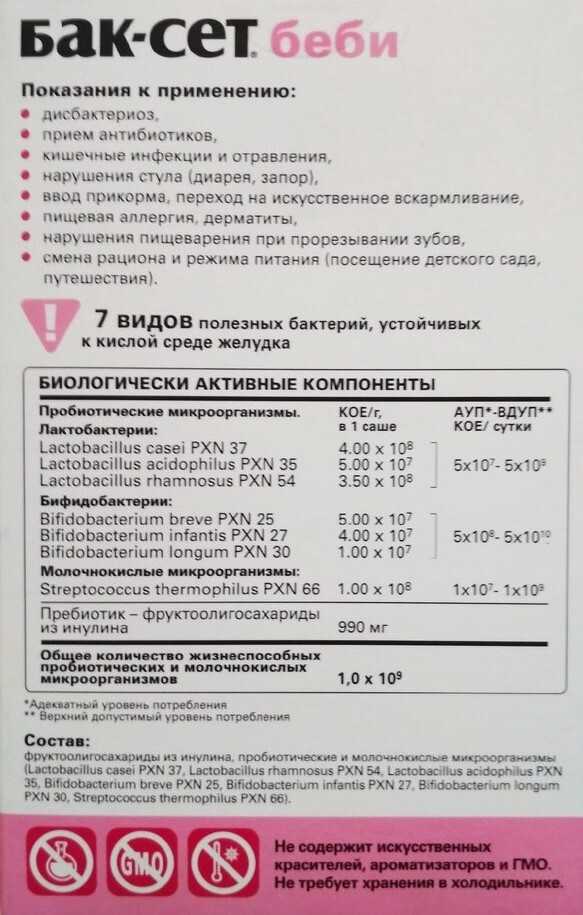 Бак-сет® беби
Показания к применению:
• дисбактериоз,
• прием антибиотиков,
• кишечные инфекции и отравления,
• нарушения стула (диарея, запор),
• ввод прикорма, переход на искусственное вскармливание,
• пищевая аллергия, дерматиты,
• нарушения пищеварения при прорезывании зубов,
• смена рациона и режима питания (посещение детского сада,
путешествия).
! 7 видов полезных бактерий, устойчивых
к кислой среде желудка
БИОЛОГИЧЕСКИ АКТИВНЫЕ КОМПОНЕНТЫ
Пробиотические микроорганизмы. КОЕ/г, АУП*-ВДУП**
Лактобактерии: в 1 саше КОЕ/ сутки
Lactobacillus casei PXN 37 4.00 x 10⁸
Lactobacillus acidophilus PXN 35 5.00 x 10⁷ 5x10⁷- 5x10⁹
Lactobacillus rhamnosus PXN 54 3.50 x 10⁸
Бифидобактерии:
Bifidobacterium breve PXN 25 5.00 x 10⁷
Bifidobacterium infantis PXN 27 4.00 x 10⁷ 5x10⁸- 5x10¹⁰
Bifidobacterium longum PXN 30 1.00 x 10⁷
Молочнокислые микроорганизмы:
Streptococcus thermophilus PXN 66 1.00 x 10⁸ 1x10⁷- 1x10⁹
Пребиотик – фруктоолигосахариды
из инулина 990 мг
Общее количество жизнеспособных
пробиотических и молочнокислых
микроорганизмов 1,0 x 10⁹
*Адекватный уровень потребления
** Верхний допустимый уровень потребления
Состав:
фруктоолигосахариды из инулина, пробиотические и молочнокислые микроорганизмы
(Lactobacillus casei PXN 37, Lactobacillus rhamnosus PXN 54, Lactobacillus acidophilus PXN
35, Bifidobacterium breve PXN 25, Bifidobacterium infantis PXN 27, Bifidobacterium longum
PXN 30, Streptococcus thermophilus PXN 66).
GMO
Не содержит искусственных
красителей, ароматизаторов и ГМО.
Не требует хранения в холодильнике.